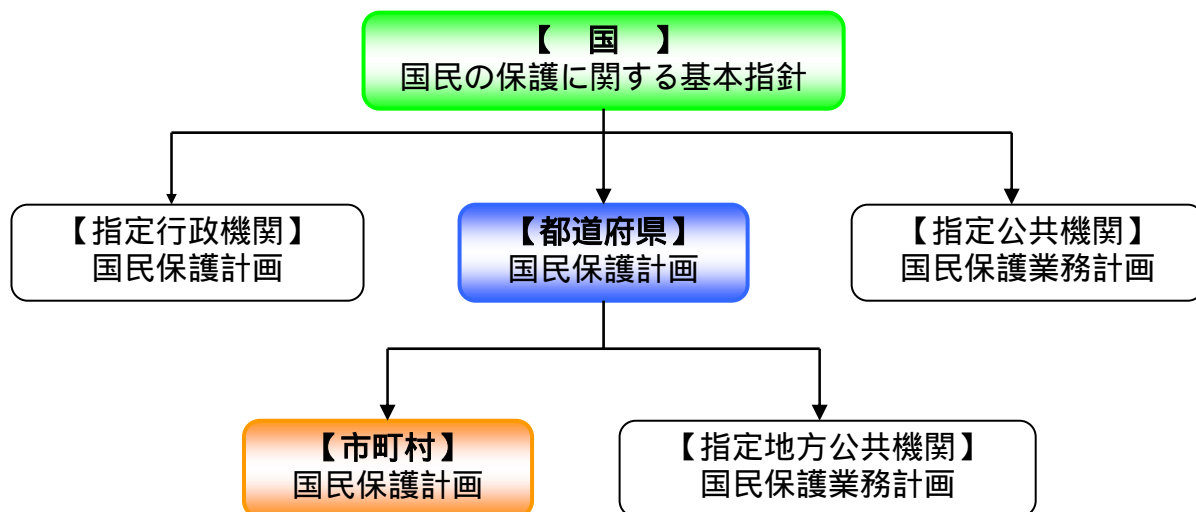 【　国　】
国民の保護に関する基本指針
【指定行政機関】
国民保護計画
【都道府県】
国民保護計画
【指定公共機関】
国民保護業務計画
【市町村】
国民保護計画
【指定地方公共機関】
国民保護業務計画